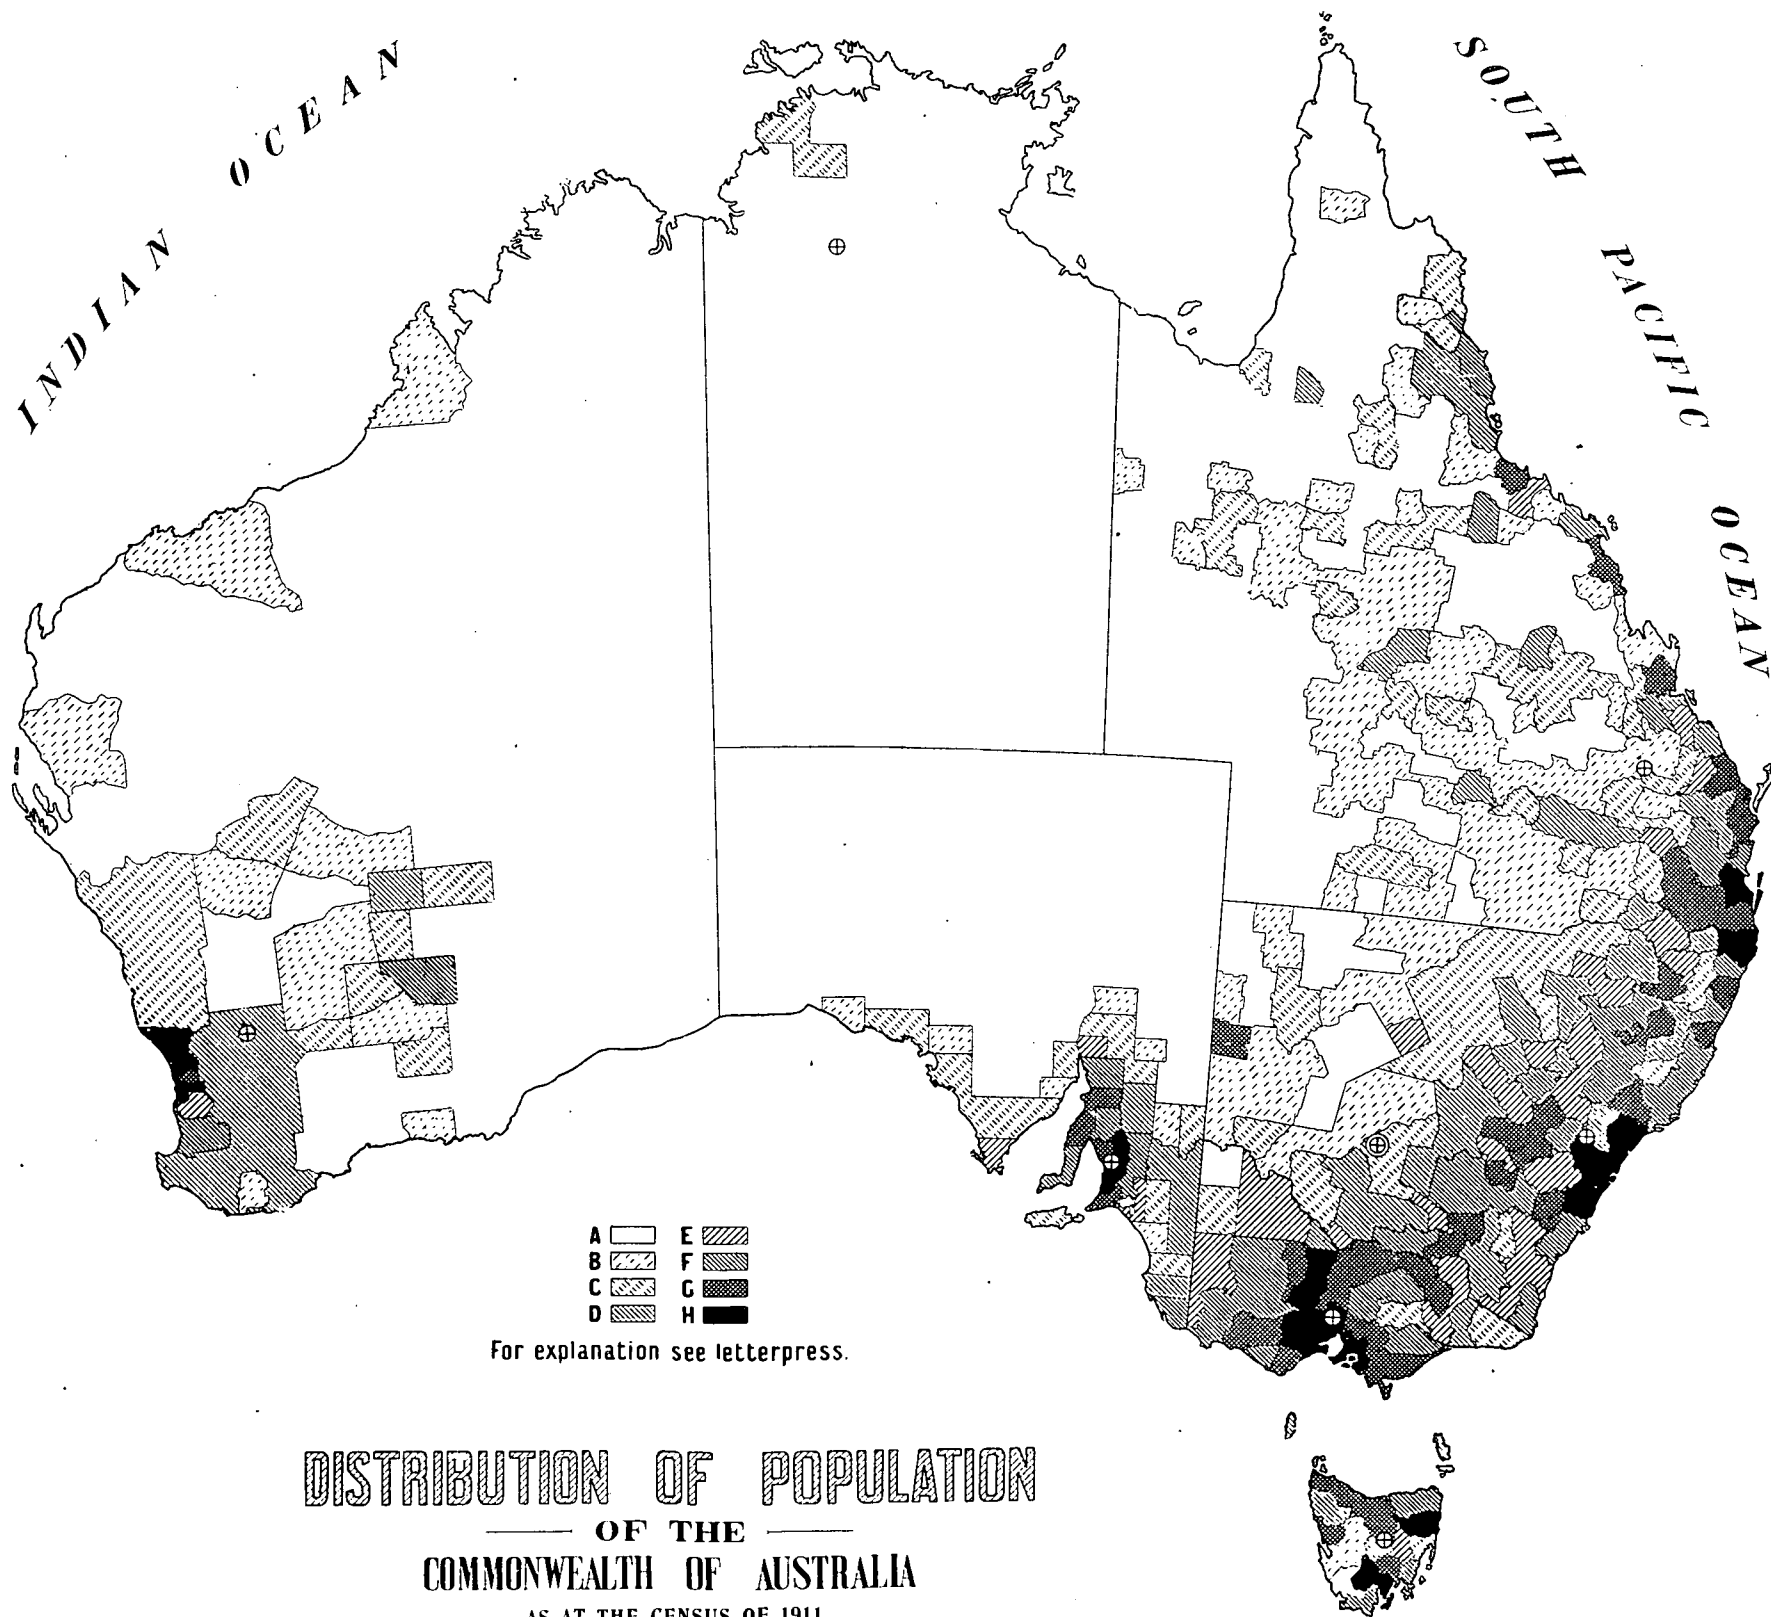 INDIAN OCEAN
SOUTH PACIFIC OCEAN
A E
B F
C G
D H
For explanation see letterpress.
DISTRIBUTION OF POPULATION
OF THE
COMMONWEALTH OF AUSTRALIA
AS AT THE CENSUS OF 1911